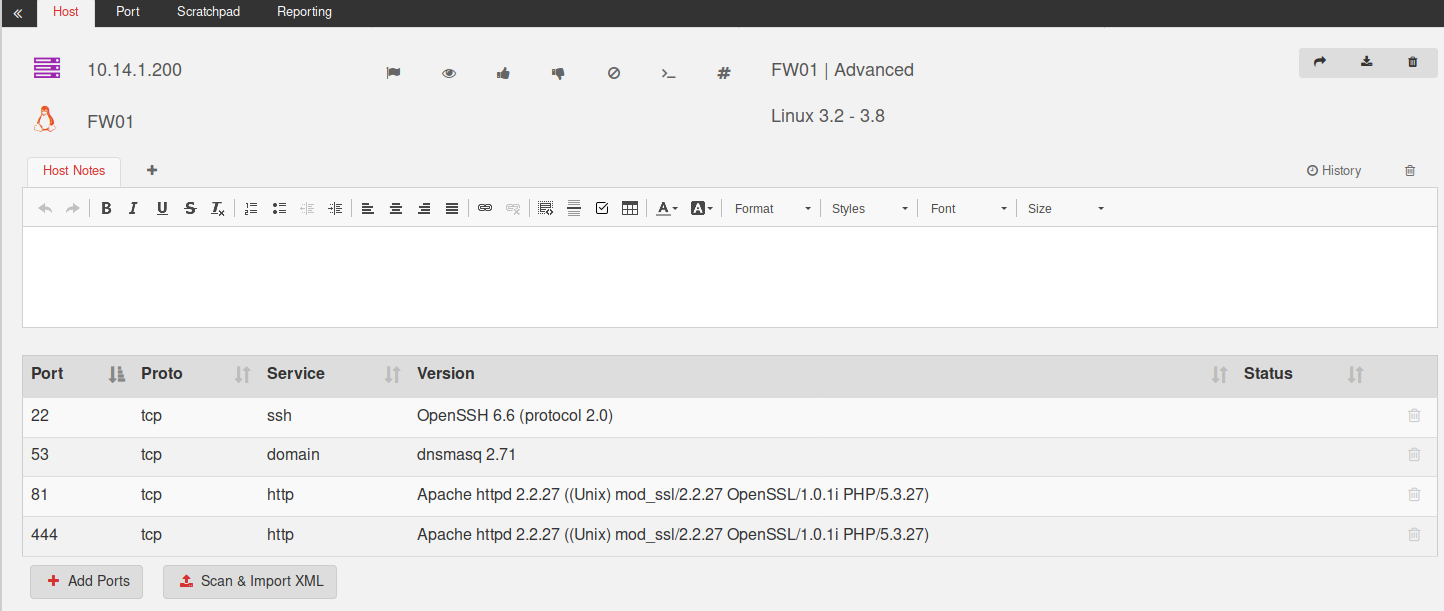 « Host Port Scratchpad Reporting
10.14.1.200 FW01 | Advanced
FW01 Linux 3.2 - 3.8
Host Notes + History
B I U S Tx Format Styles Font Size
Port Proto Service Version Status
22 tcp ssh OpenSSH 6.6 (protocol 2.0)
53 tcp domain dnsmasq 2.71
81 tcp http Apache httpd 2.2.27 ((Unix) mod_ssl/2.2.27 OpenSSL/1.0.1i PHP/5.3.27)
444 tcp http Apache httpd 2.2.27 ((Unix) mod_ssl/2.2.27 OpenSSL/1.0.1i PHP/5.3.27)
+ Add Ports Scan & Import XML